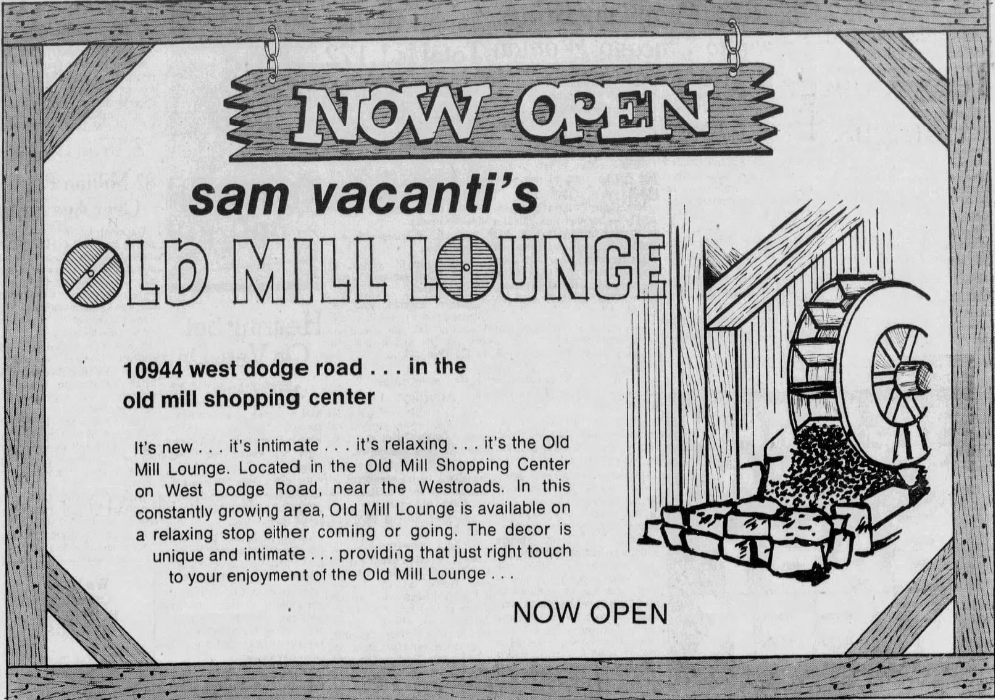 NOW OPEN
sam vacanti's
OLD MILL LOUNGE
10944 west dodge road . . . in the
old mill shopping center
It's new . . . it's intimate . . . it's relaxing . . . it's the Old
Mill Lounge. Located in the Old Mill Shopping Center
on West Dodge Road, near the Westroads. In this
constantly growing area, Old Mill Lounge is available on
a relaxing stop either coming or going. The decor is
unique and intimate . . . providing that just right touch
to your enjoyment of the Old Mill Lounge . . .
NOW OPEN